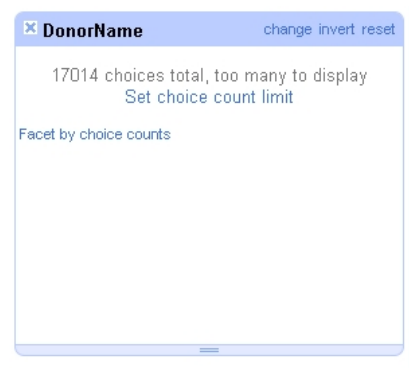 DonorName change invert reset
17014 choices total, too many to display
Set choice count limit
Facet by choice counts